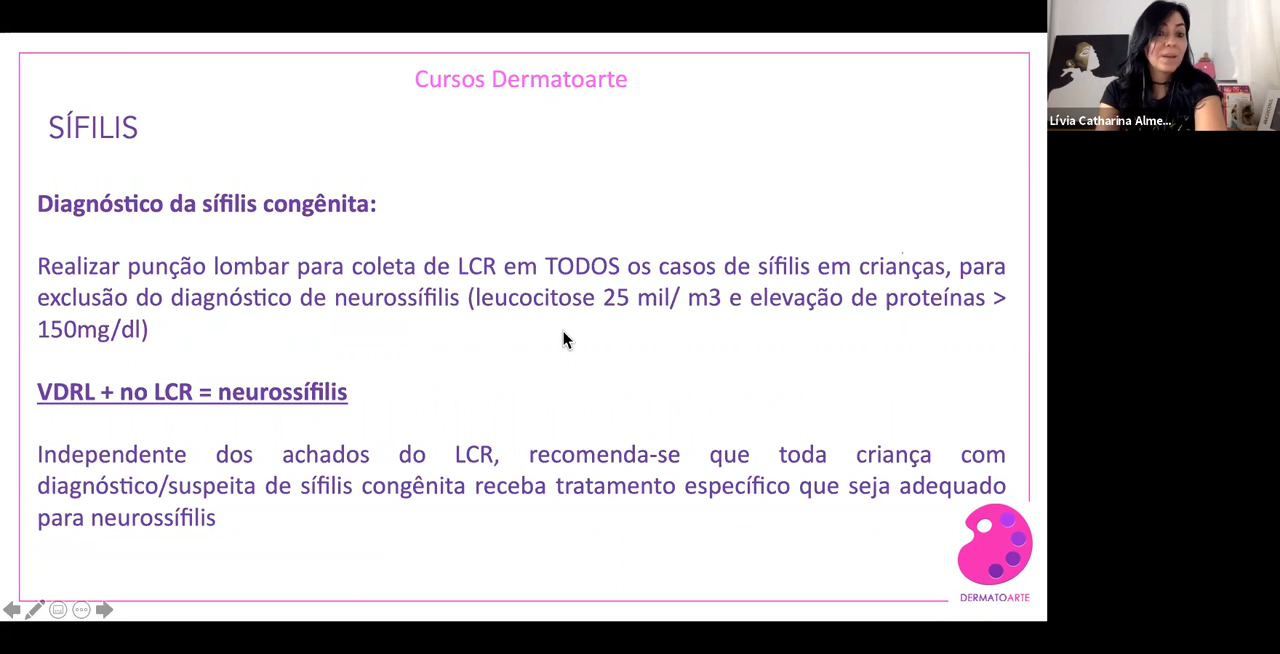 Cursos Dermatoarte
SÍFILIS
Diagnóstico da sífilis congênita:
Realizar punção lombar para coleta de LCR em TODOS os casos de sífilis em crianças, para
exclusão do diagnóstico de neurossífilis (leucocitose 25 mil/ m3 e elevação de proteínas >
150mg/dl)
VDRL + no LCR = neurossífilis
Independente dos achados do LCR, recomenda-se que toda criança com
diagnóstico/suspeita de sífilis congênita receba tratamento específico que seja adequado
para neurossífilis
DERMATOARTE
Lívia Catharina Alme...